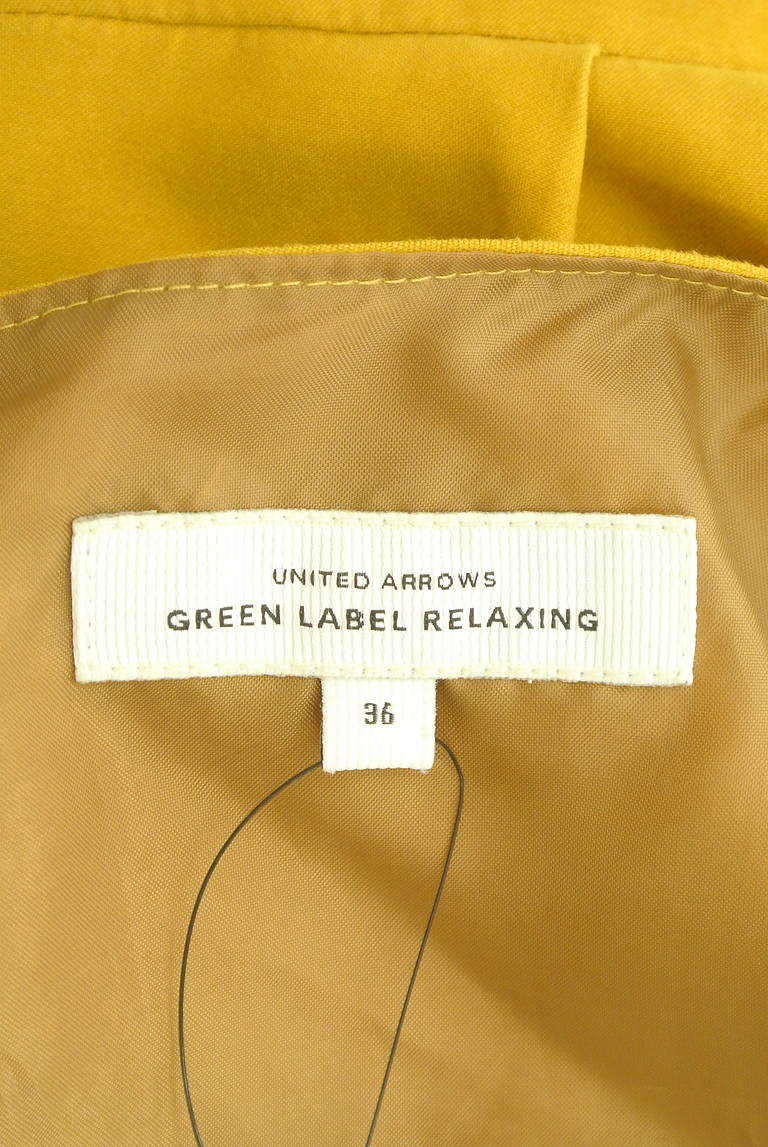 UNITED ARROWS
GREEN LABEL RELAXING
36